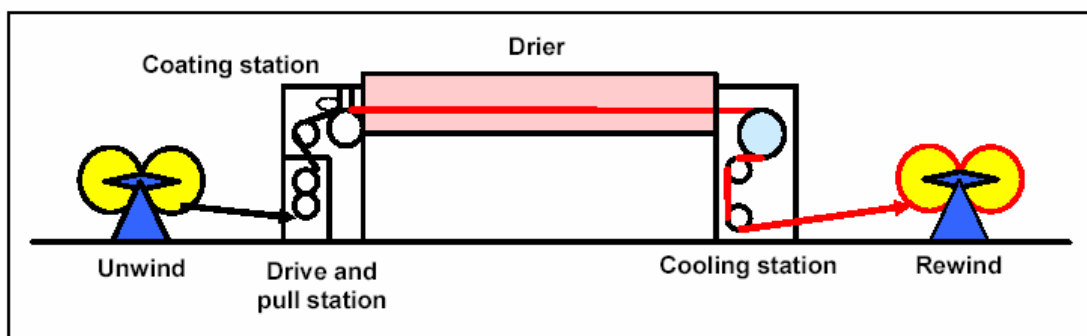 Drier
Coating station
Unwind
Drive and
pull station
Cooling station
Rewind